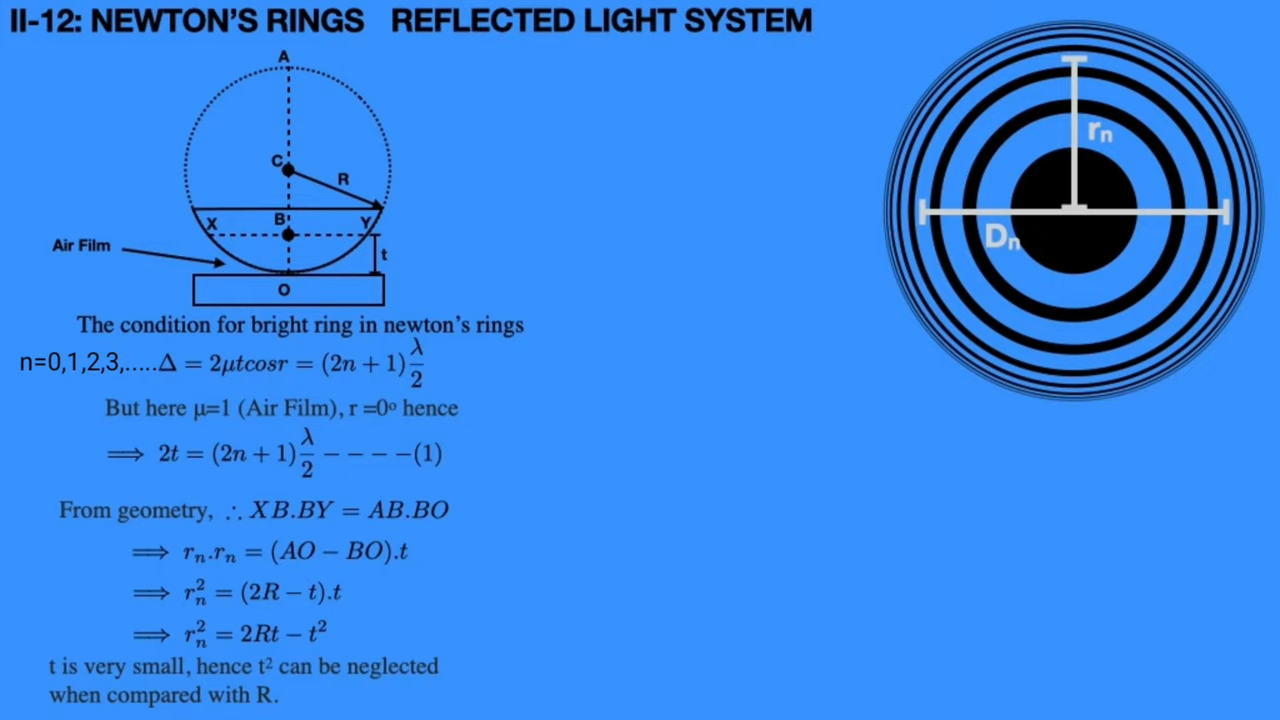 II-12: NEWTON'S RINGS REFLECTED LIGHT SYSTEM
A
C
R
X
B
Y
Air Film
t
O
rₙ
Dₙ
The condition for bright ring in newton's rings
n=0,1,2,3,.....Δ = 2μtcosr = (2n + 1) λ/2
But here μ=1 (Air Film), r =0° hence
⟹ 2t = (2n + 1) λ/2 − − − −(1)
From geometry, ∴ XB.BY = AB.BO
⟹ rₙ.rₙ = (AO − BO).t
⟹ rₙ² = (2R − t).t
⟹ rₙ² = 2Rt − t²
t is very small, hence t² can be neglected
when compared with R.